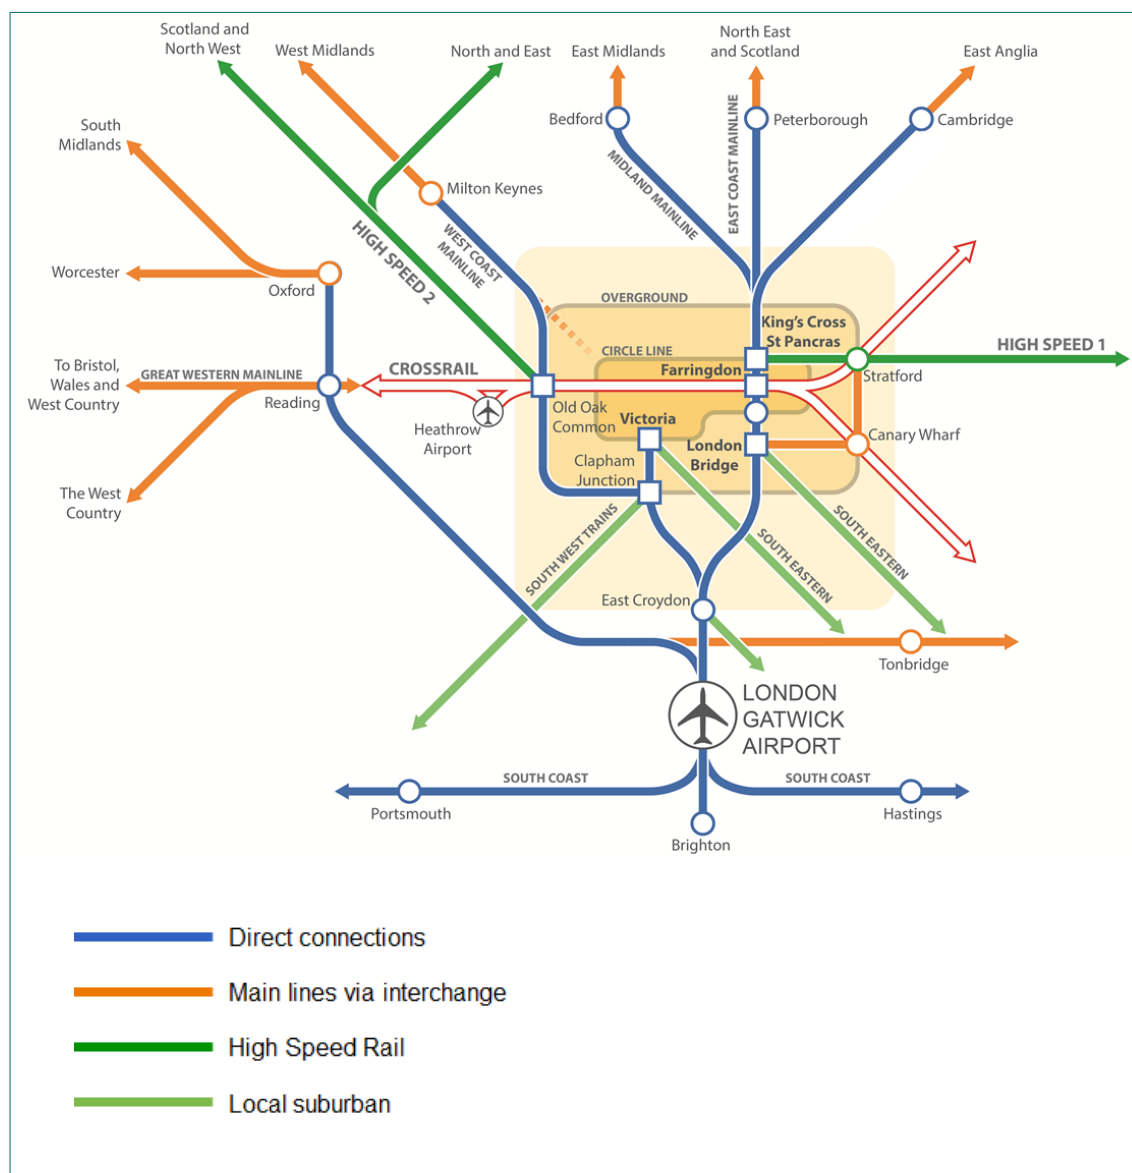 Scotland and
North West
West Midlands
North and East
East Midlands
North East
and Scotland
East Anglia
South
Midlands
Bedford
Peterborough
Cambridge
Milton Keynes
MIDLAND MAINLINE
EAST COAST MAINLINE
HIGH SPEED 2
WEST COAST
MAINLINE
Worcester
Oxford
OVERGROUND
King's Cross
St Pancras
HIGH SPEED 1
CIRCLE LINE
To Bristol,
Wales and
West Country
GREAT WESTERN MAINLINE
Reading
CROSSRAIL
Farringdon
Stratford
Heathrow
Airport
Old Oak
Common
Victoria
London
Bridge
Canary Wharf
Clapham
Junction
The West
Country
SOUTH WEST TRAINS
SOUTH EASTERN
SOUTH EASTERN
East Croydon
Tonbridge
LONDON
GATWICK
AIRPORT
SOUTH COAST
SOUTH COAST
Portsmouth
Hastings
Brighton
Direct connections
Main lines via interchange
High Speed Rail
Local suburban